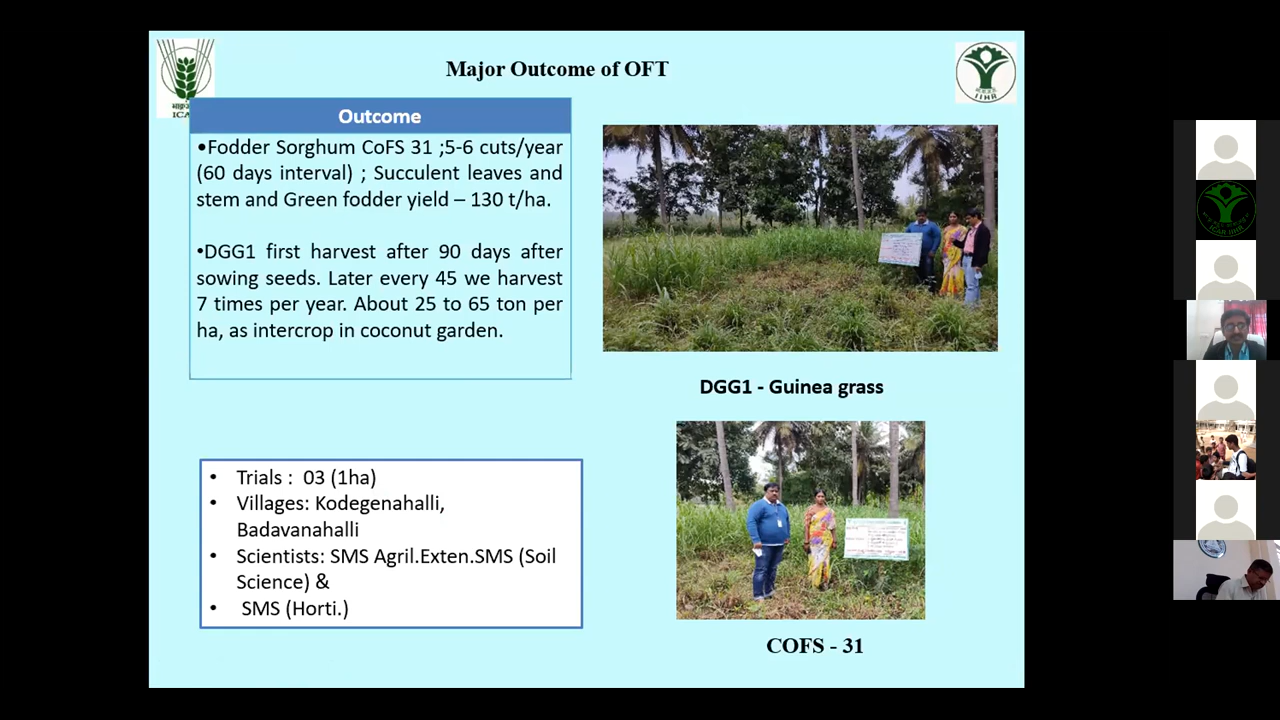 Major Outcome of OFT
ICA
IIHR
Outcome
•Fodder Sorghum CoFS 31 ;5-6 cuts/year
(60 days interval) ; Succulent leaves and
stem and Green fodder yield – 130 t/ha.
•DGG1 first harvest after 90 days after
sowing seeds. Later every 45 we harvest
7 times per year. About 25 to 65 ton per
ha, as intercrop in coconut garden.
DGG1 - Guinea grass
• Trials : 03 (1ha)
• Villages: Kodegenahalli,
Badavanahalli
• Scientists: SMS Agril.Exten.SMS (Soil
Science) &
• SMS (Horti.)
COFS - 31
ICAR-IIHR